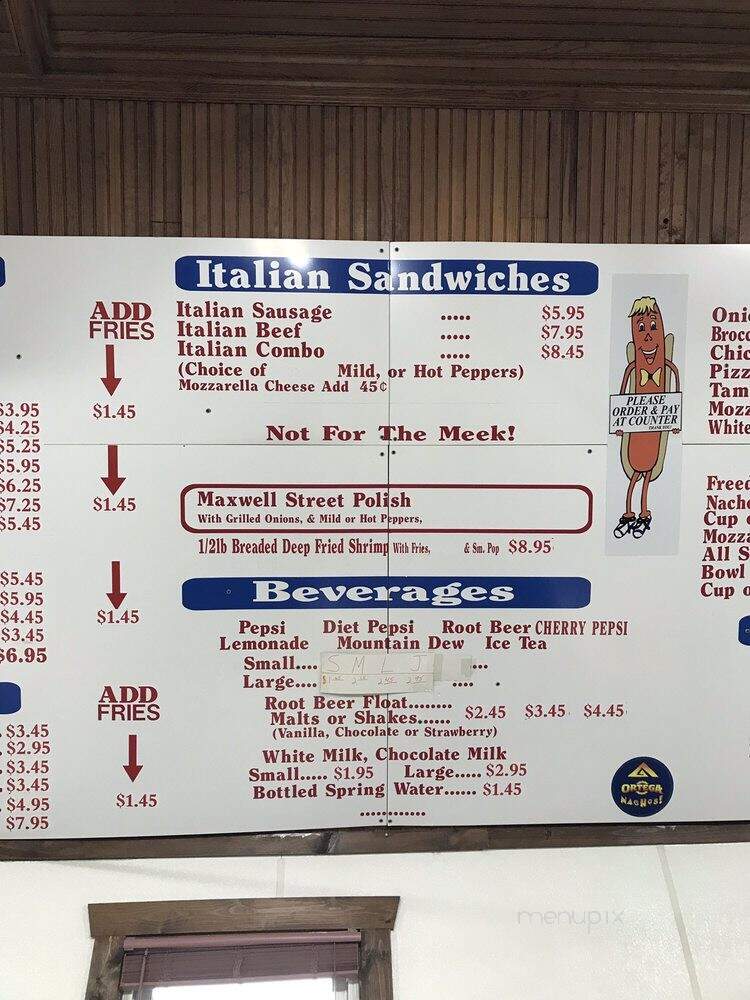 Italian Sandwiches
ADD
FRIES
Italian Sausage ..... $5.95
Italian Beef ..... $7.95
Italian Combo ..... $8.45
(Choice of Mild, or Hot Peppers)
Mozzarella Cheese Add 45¢
$1.45
Not For The Meek!
$1.45
Maxwell Street Polish
With Grilled Onions, & Mild or Hot Peppers,
1/2lb Breaded Deep Fried Shrimp With Fries, & Sm. Pop $8.95
$1.45
Beverages
Pepsi Diet Pepsi Root Beer CHERRY PEPSI
Lemonade Mountain Dew Ice Tea
Small.... S M L J ...
Large.... ....
Root Beer Float........
Malts or Shakes...... $2.45 $3.45 $4.45
(Vanilla, Chocolate or Strawberry)
White Milk, Chocolate Milk
Small..... $1.95 Large..... $2.95
Bottled Spring Water...... $1.45
............
ADD
FRIES
$1.45
$3.95
$4.25
$5.25
$5.95
$6.25
$7.25
$5.45
$5.45
$5.95
$4.45
$3.45
$6.95
. $3.45
. $2.95
. $3.45
. $3.45
. $4.95
. $7.95
PLEASE
ORDER & PAY
AT COUNTER
THANK YOU!
Oni
Brocc
Chic
Pizz
Tam
Mozz
White
Freed
Nach
Cup
Mozz
All S
Bowl
Cup o
ORTEGA
NACHOS!
menupix